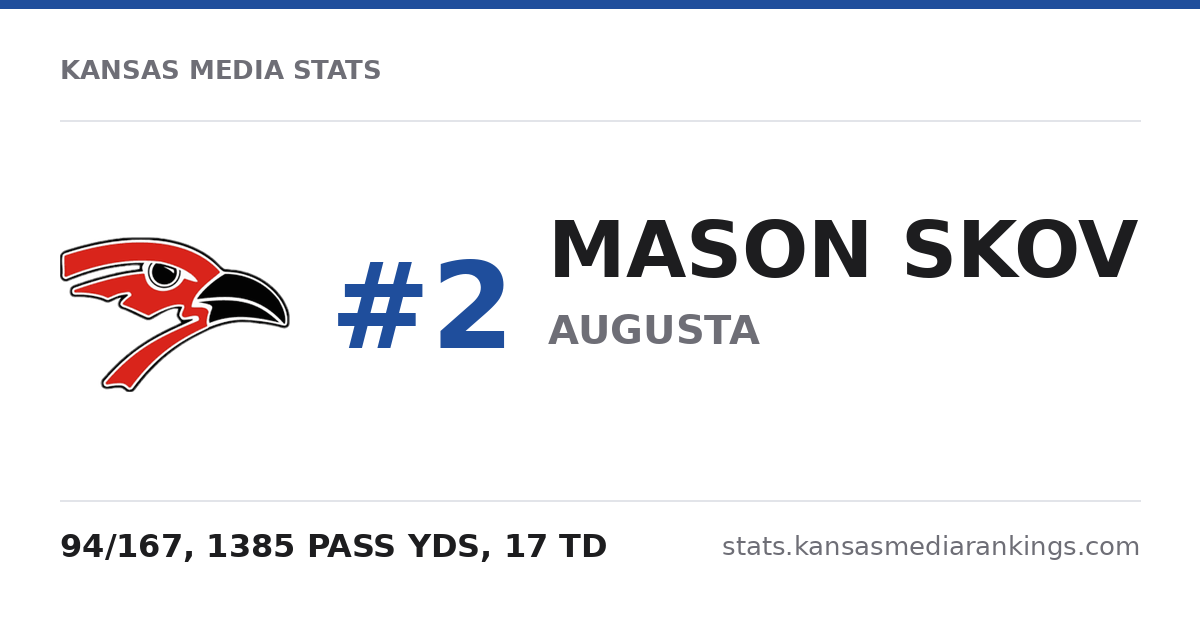 KANSAS MEDIA STATS
#2
MASON SKOV
AUGUSTA
94/167, 1385 PASS YDS, 17 TD
stats.kansasmediarankings.com